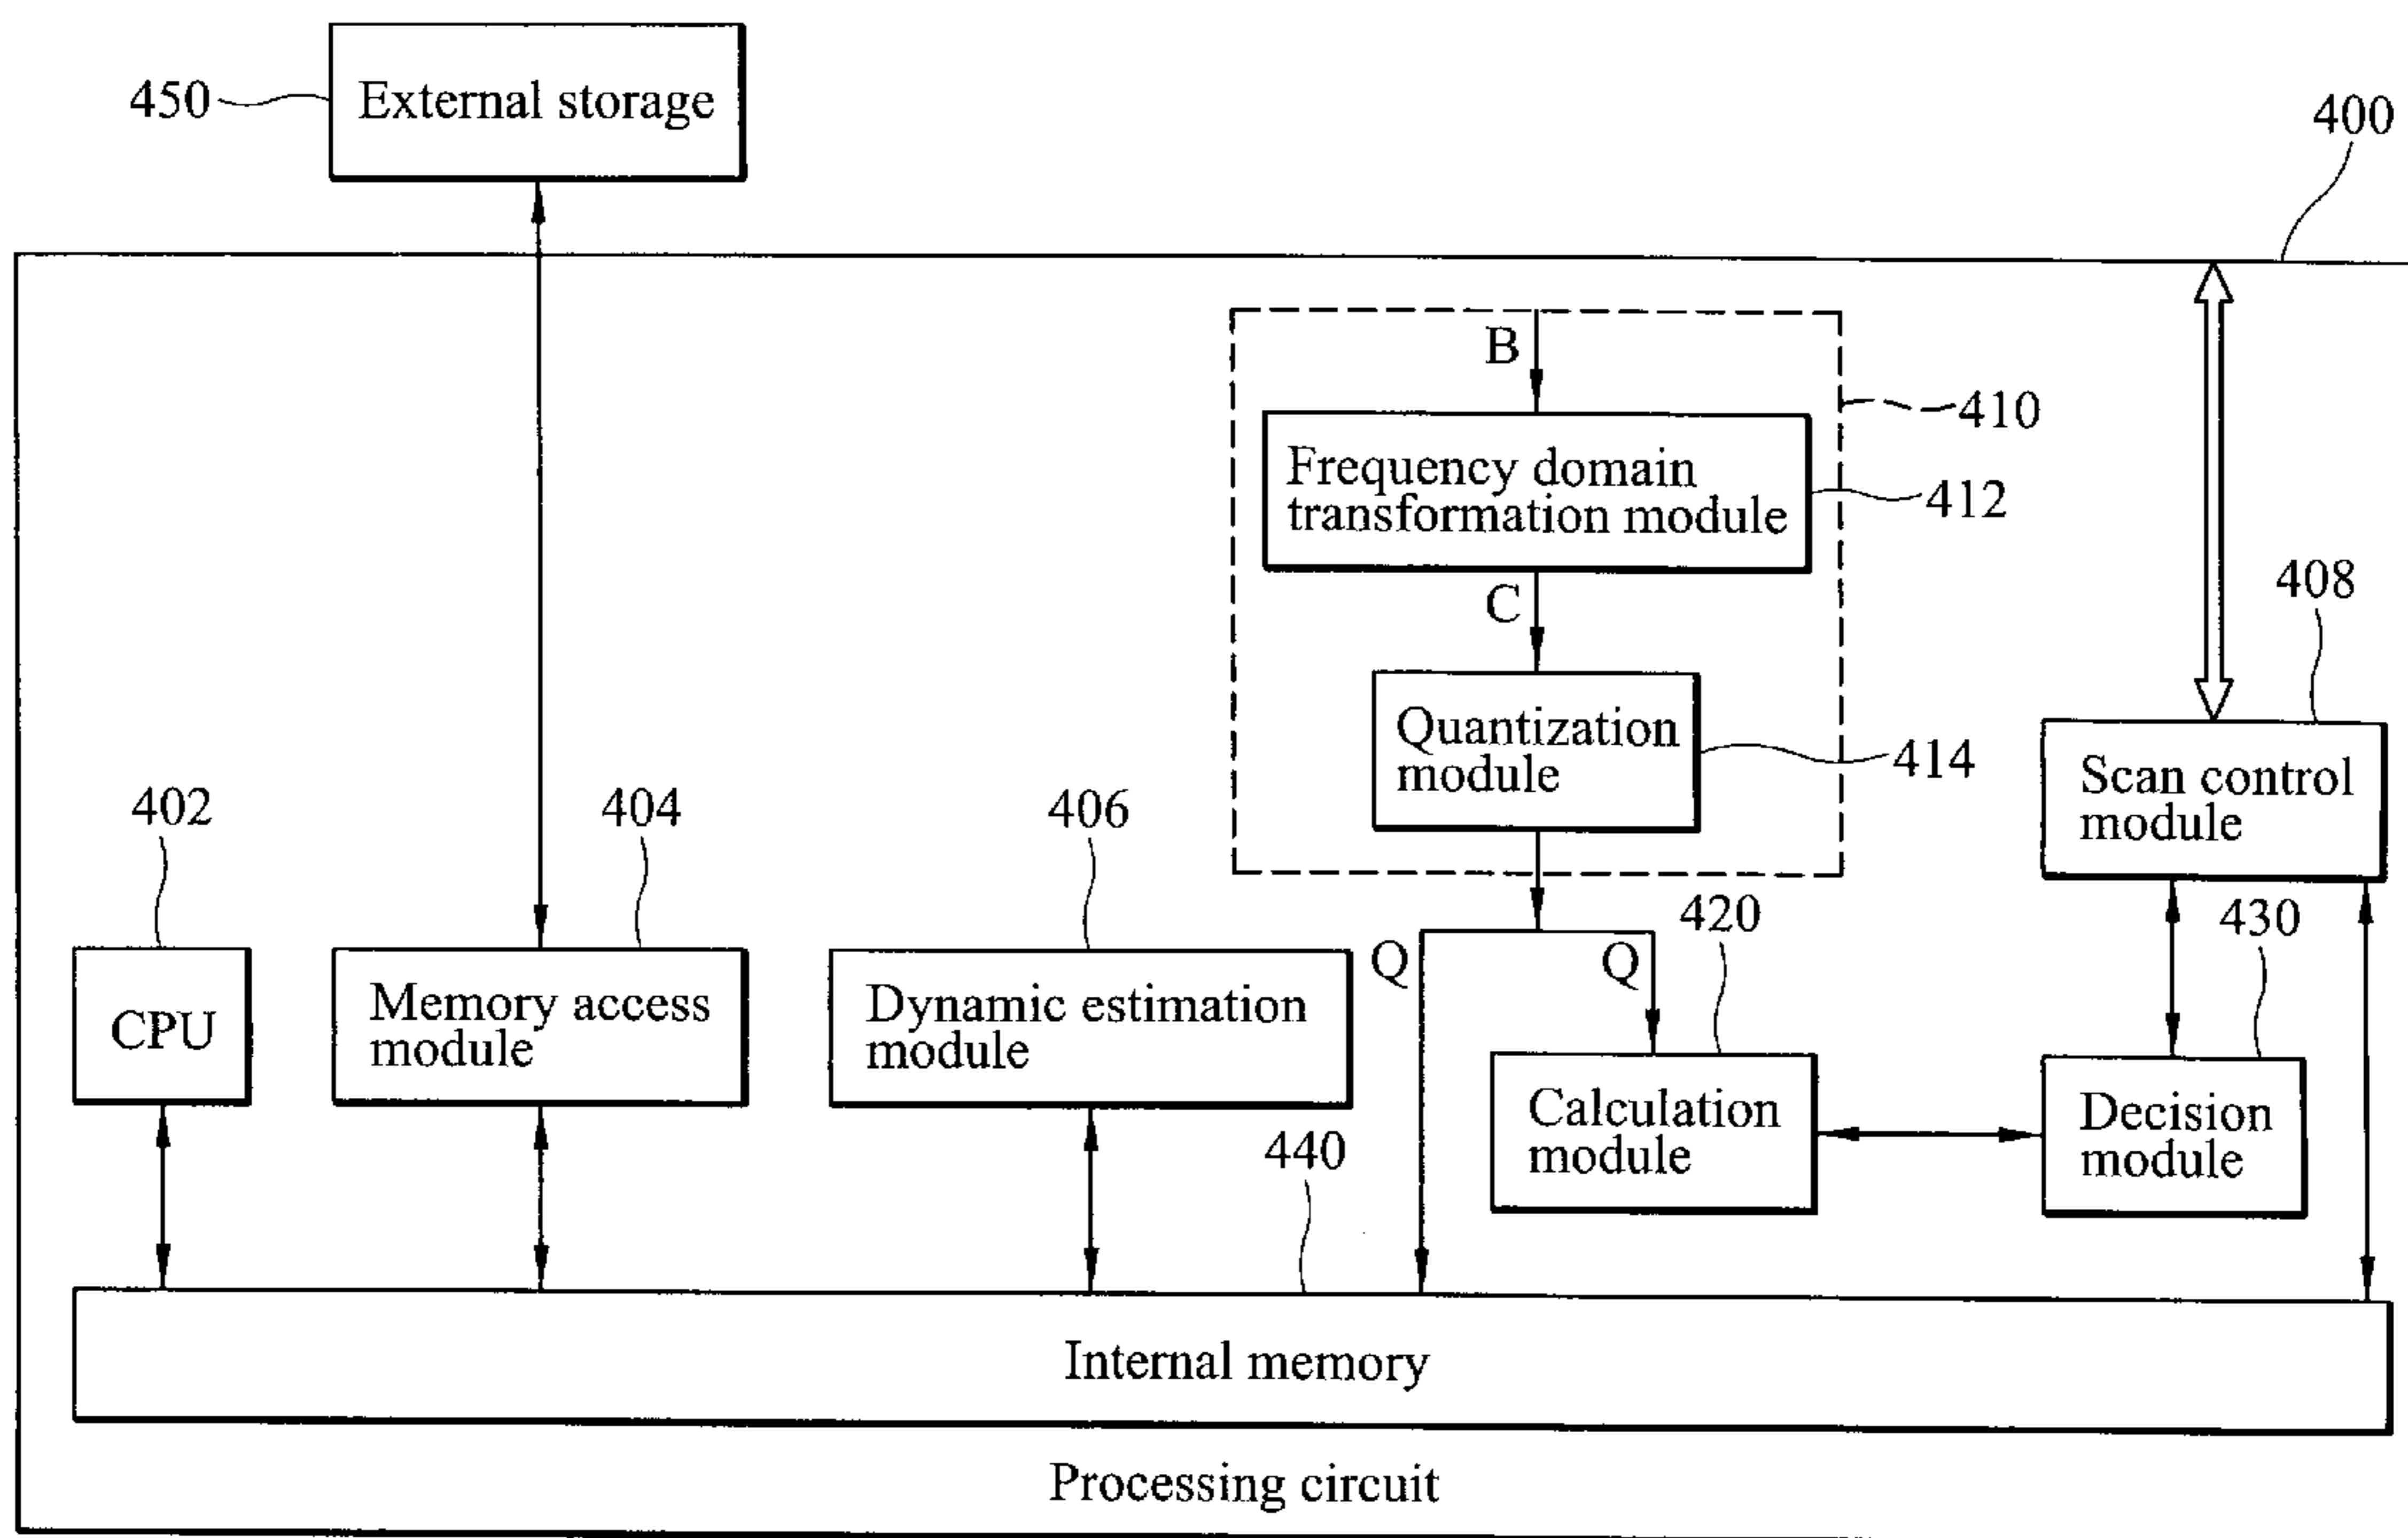 450
External storage
400
B
410
Frequency domain
transformation module
412
C
408
Quantization
module
414
Scan control
module
402
404
406
420
430
Q
Q
CPU
Memory access
module
Dynamic estimation
module
440
Calculation
module
Decision
module
Internal memory
Processing circuit